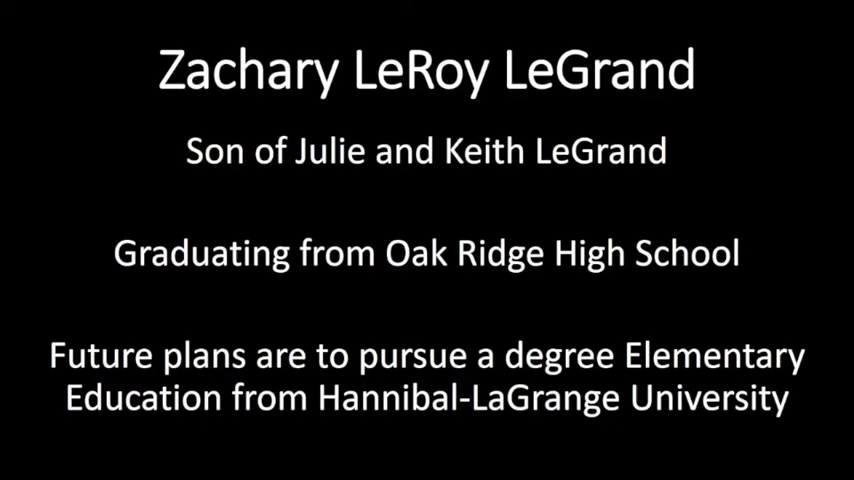 Zachary LeRoy LeGrand
Son of Julie and Keith LeGrand
Graduating from Oak Ridge High School
Future plans are to pursue a degree Elementary
Education from Hannibal-LaGrange University